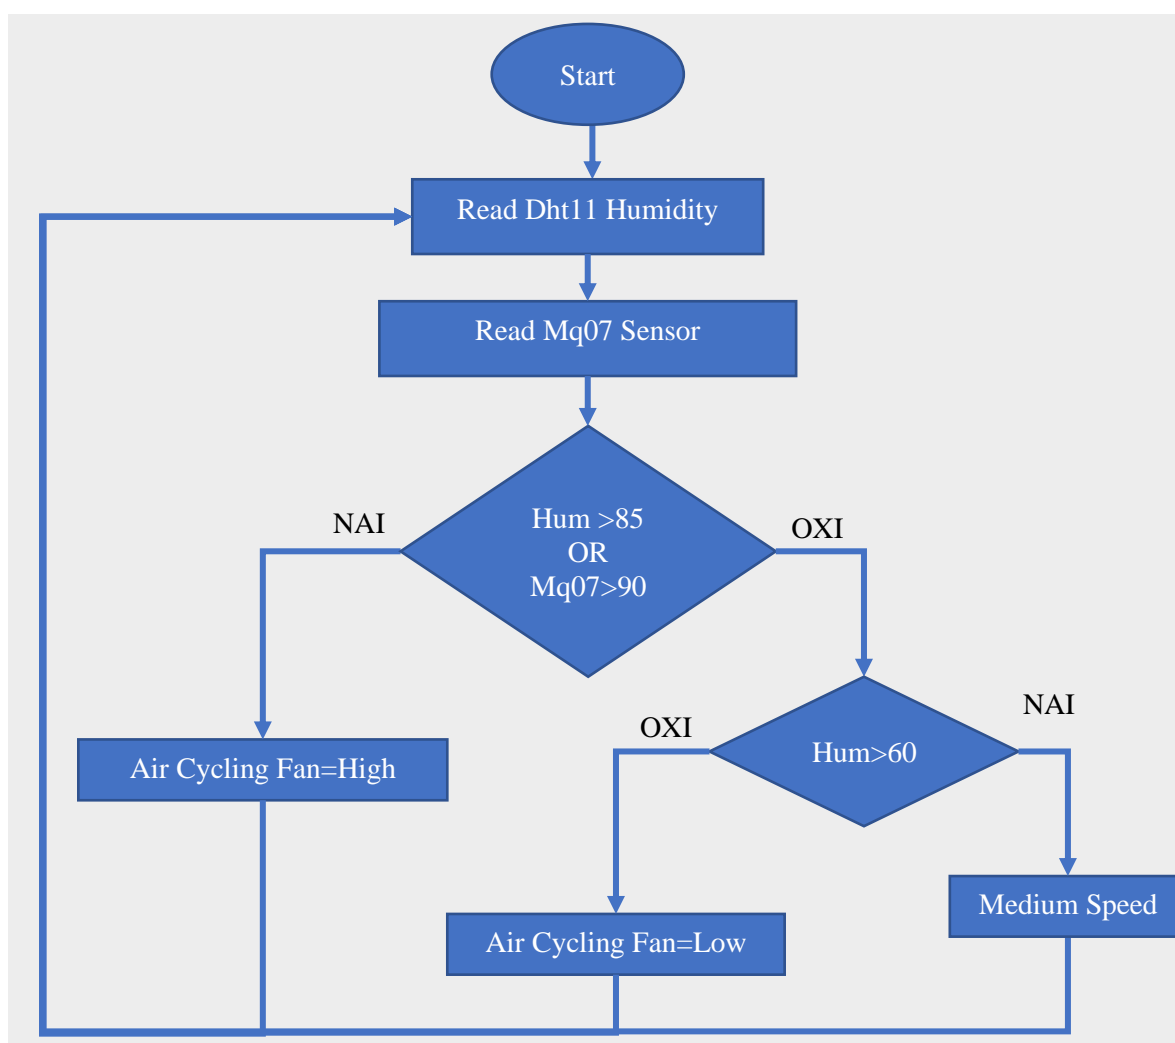 Start
Read Dht11 Humidity
Read Mq07 Sensor
NAI
Hum >85
OR
Mq07>90
OXI
OXI
Hum>60
NAI
Air Cycling Fan=High
Medium Speed
Air Cycling Fan=Low